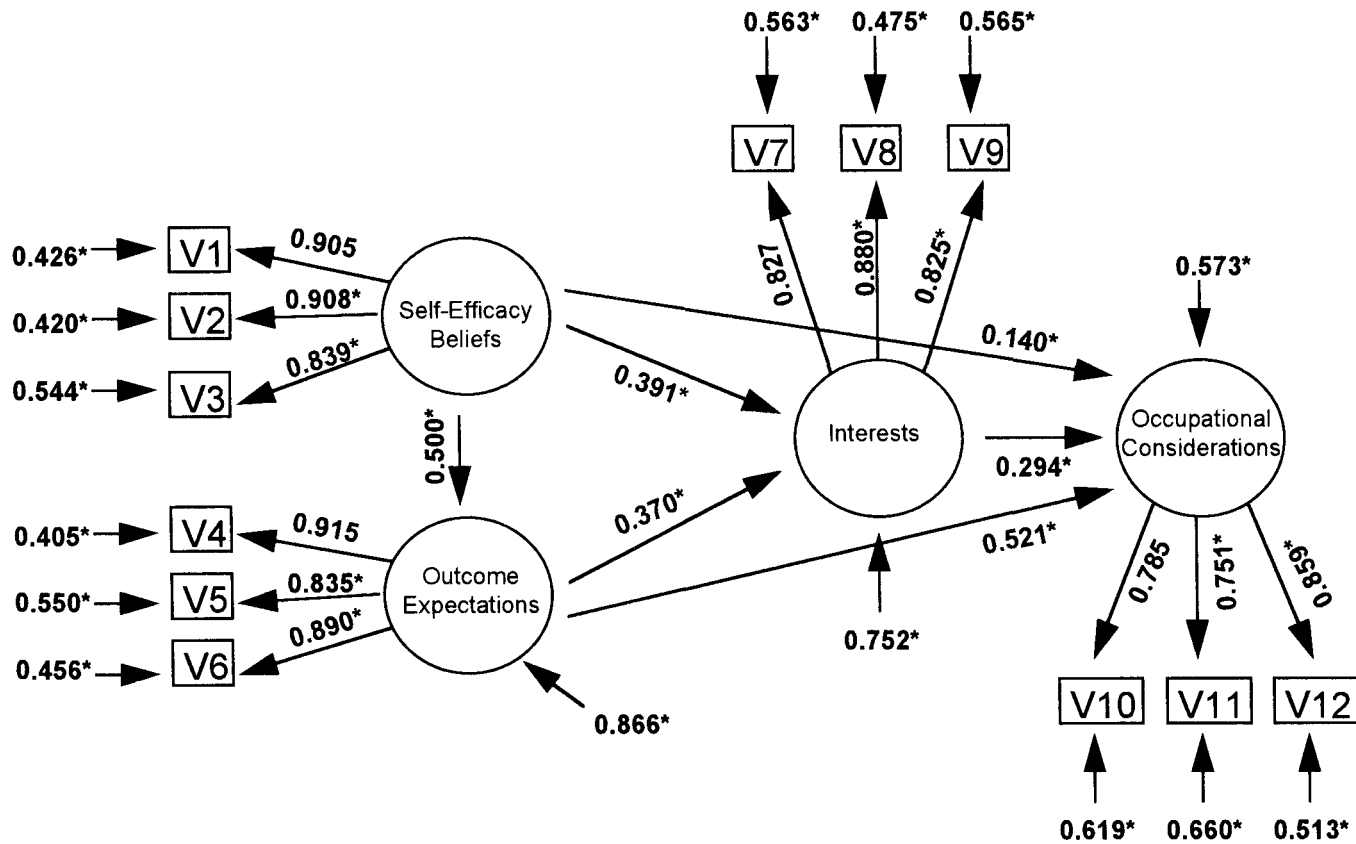 0.563* 0.475* 0.565*
V7 V8 V9
0.426* V1 0.905
0.420* V2 0.908*
0.544* V3 0.839*
Self-Efficacy
Beliefs
0.827 0.880* 0.825*
0.573*
0.140*
0.391*
0.500*
Interests
Occupational
Considerations
0.294*
0.370*
0.521*
0.405* V4 0.915
0.550* V5 0.835*
0.456* V6 0.890*
Outcome
Expectations
0.752*
0.866*
0.785 0.751* 0.859*
V10 V11 V12
0.619* 0.660* 0.513*